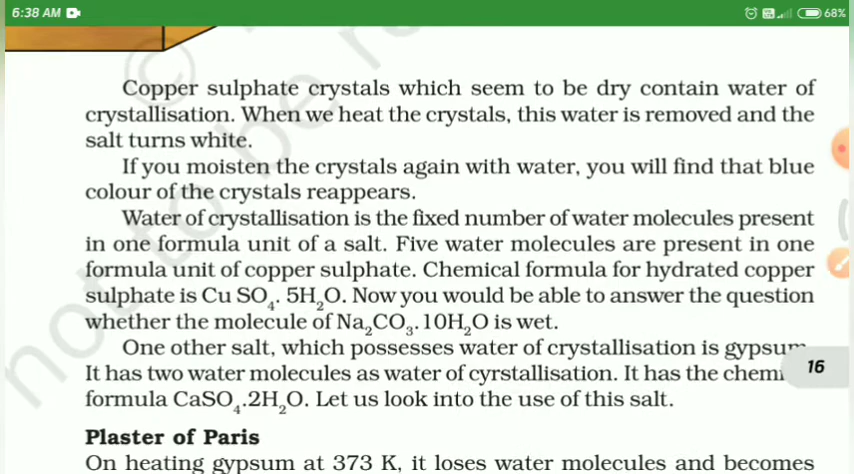 6:38 AM
68%
Copper sulphate crystals which seem to be dry contain water of
crystallisation. When we heat the crystals, this water is removed and the
salt turns white.
If you moisten the crystals again with water, you will find that blue
colour of the crystals reappears.
Water of crystallisation is the fixed number of water molecules present
in one formula unit of a salt. Five water molecules are present in one
formula unit of copper sulphate. Chemical formula for hydrated copper
sulphate is Cu SO₄. 5H₂O. Now you would be able to answer the question
whether the molecule of Na₂CO₃.10H₂O is wet.
One other salt, which possesses water of crystallisation is gypsum
It has two water molecules as water of cyrstallisation. It has the chemi
16
formula CaSO₄.2H₂O. Let us look into the use of this salt.
Plaster of Paris
On heating gypsum at 373 K, it loses water molecules and becomes
not to be re
©